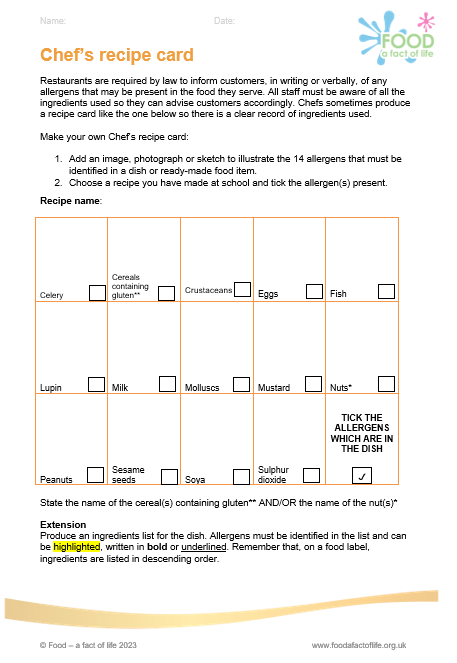 Name:
Date:
FOOD
a fact of life
Chef's recipe card
Restaurants are required by law to inform customers, in writing or verbally, of any
allergens that may be present in the food they serve. All staff must be aware of all the
ingredients used so they can advise customers accordingly. Chefs sometimes produce
a recipe card like the one below so there is a clear record of ingredients used.
Make your own Chef's recipe card:
1. Add an image, photograph or sketch to illustrate the 14 allergens that must be
identified in a dish or ready-made food item.
2. Choose a recipe you have made at school and tick the allergen(s) present.
Recipe name:
Celery
Cereals
containing
gluten**
Crustaceans
Eggs
Fish
Lupin
Milk
Molluscs
Mustard
Nuts*
Peanuts
Sesame
seeds
Soya
Sulphur
dioxide
TICK THE
ALLERGENS
WHICH ARE IN
THE DISH
✓
State the name of the cereal(s) containing gluten** AND/OR the name of the nut(s)*
Extension
Produce an ingredients list for the dish. Allergens must be identified in the list and can
be highlighted, written in bold or underlined. Remember that, on a food label,
ingredients are listed in descending order.
© Food – a fact of life 2023
www.foodafactoflife.org.uk